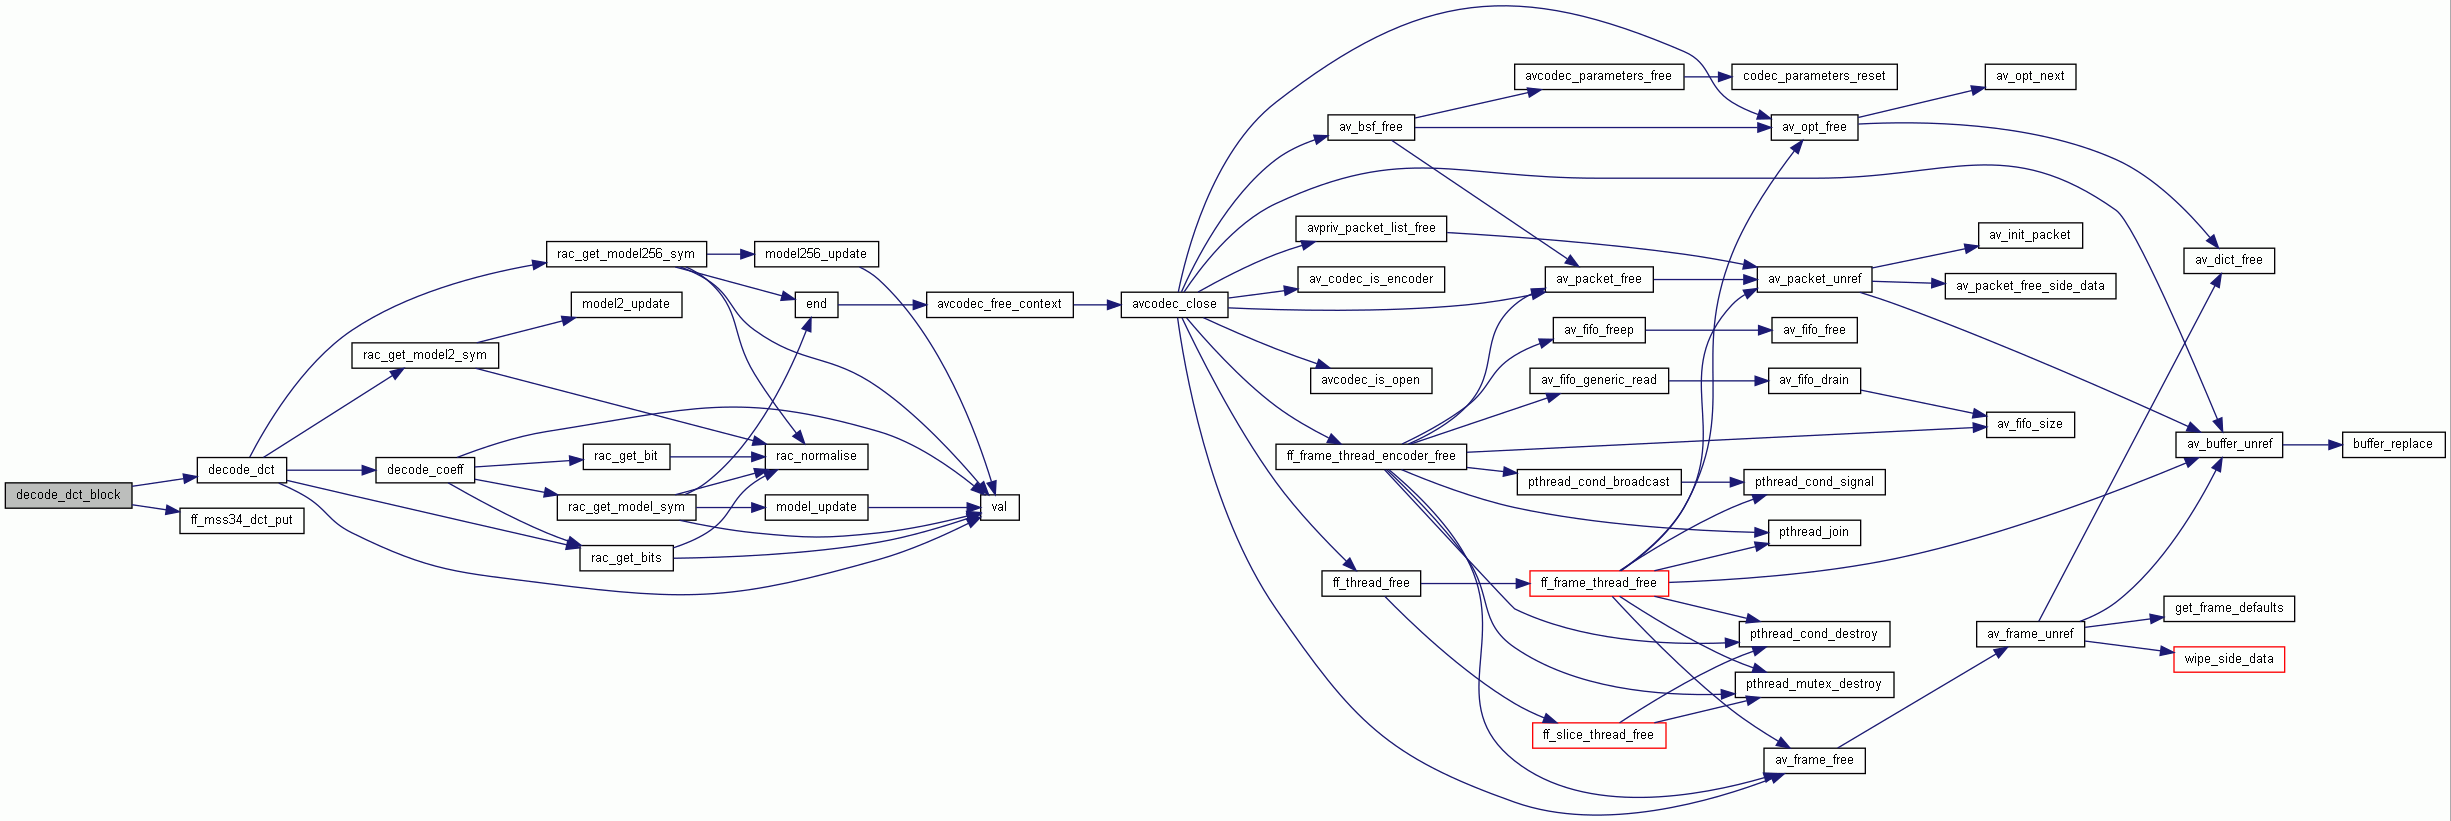 decode_dct_block
decode_dct
ff_mss34_dct_put
rac_get_model2_sym
decode_coeff
rac_get_model256_sym
model2_update
rac_get_bit
rac_get_model_sym
rac_get_bits
model256_update
end
rac_normalise
model_update
val
avcodec_free_context
avcodec_close
av_bsf_free
avpriv_packet_list_free
av_codec_is_encoder
avcodec_is_open
ff_frame_thread_encoder_free
ff_thread_free
avcodec_parameters_free
av_packet_free
av_fifo_freep
av_fifo_generic_read
pthread_cond_broadcast
ff_frame_thread_free
ff_slice_thread_free
codec_parameters_reset
av_opt_free
av_packet_unref
av_fifo_free
av_fifo_drain
pthread_cond_signal
pthread_join
pthread_cond_destroy
pthread_mutex_destroy
av_frame_free
av_opt_next
av_init_packet
av_packet_free_side_data
av_fifo_size
av_frame_unref
av_dict_free
av_buffer_unref
get_frame_defaults
wipe_side_data
buffer_replace